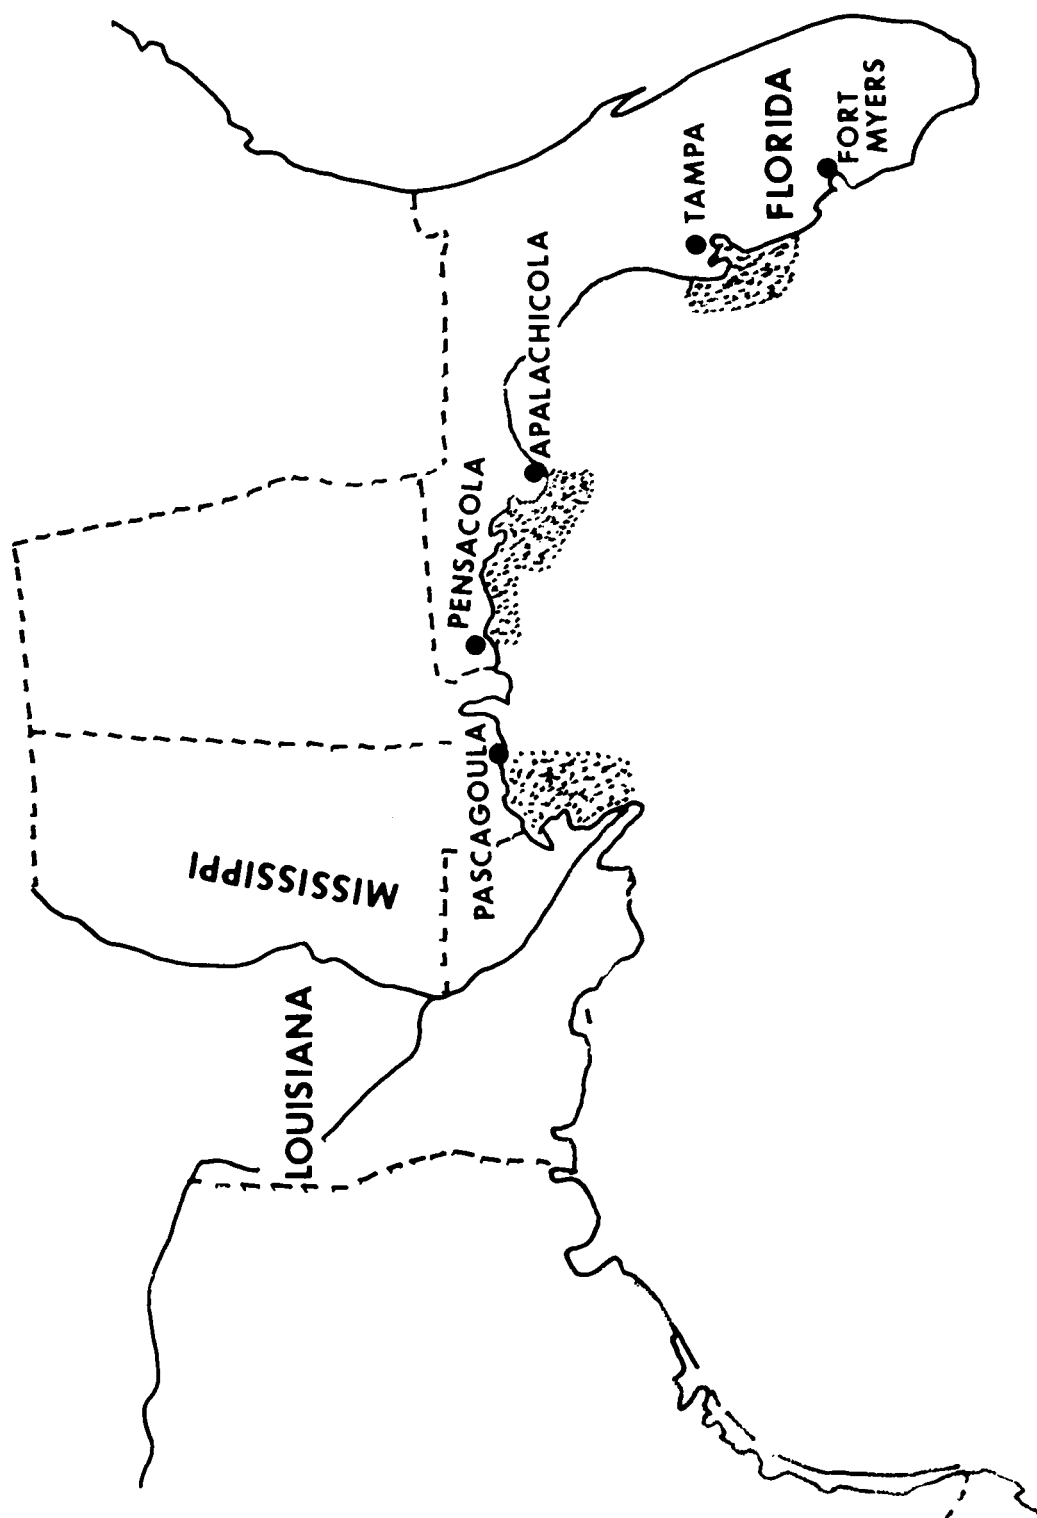 LOUISIANA
MISSISSIPPI
PASCAGOULA
PENSACOLA
APALACHICOLA
TAMPA
FLORIDA
FORT
MYERS